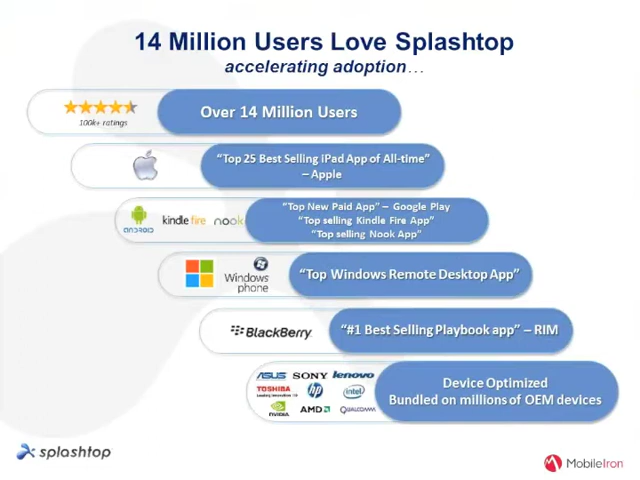 14 Million Users Love Splashtop
accelerating adoption…
100k+ ratings
Over 14 Million Users
"Top 25 Best Selling iPad App of All-time"
– Apple
ANDROID
kindle fire
nook
"Top New Paid App" – Google Play
"Top selling Kindle Fire App"
"Top selling Nook App"
Windows
phone
"Top Windows Remote Desktop App"
BlackBerry
"#1 Best Selling Playbook app" – RIM
ASUS SONY lenovo
TOSHIBA
Leading Innovation >>>
hp
intel
NVIDIA
AMD
QUALCOMM
Device Optimized
Bundled on millions of OEM devices
splashtop
MobileIron